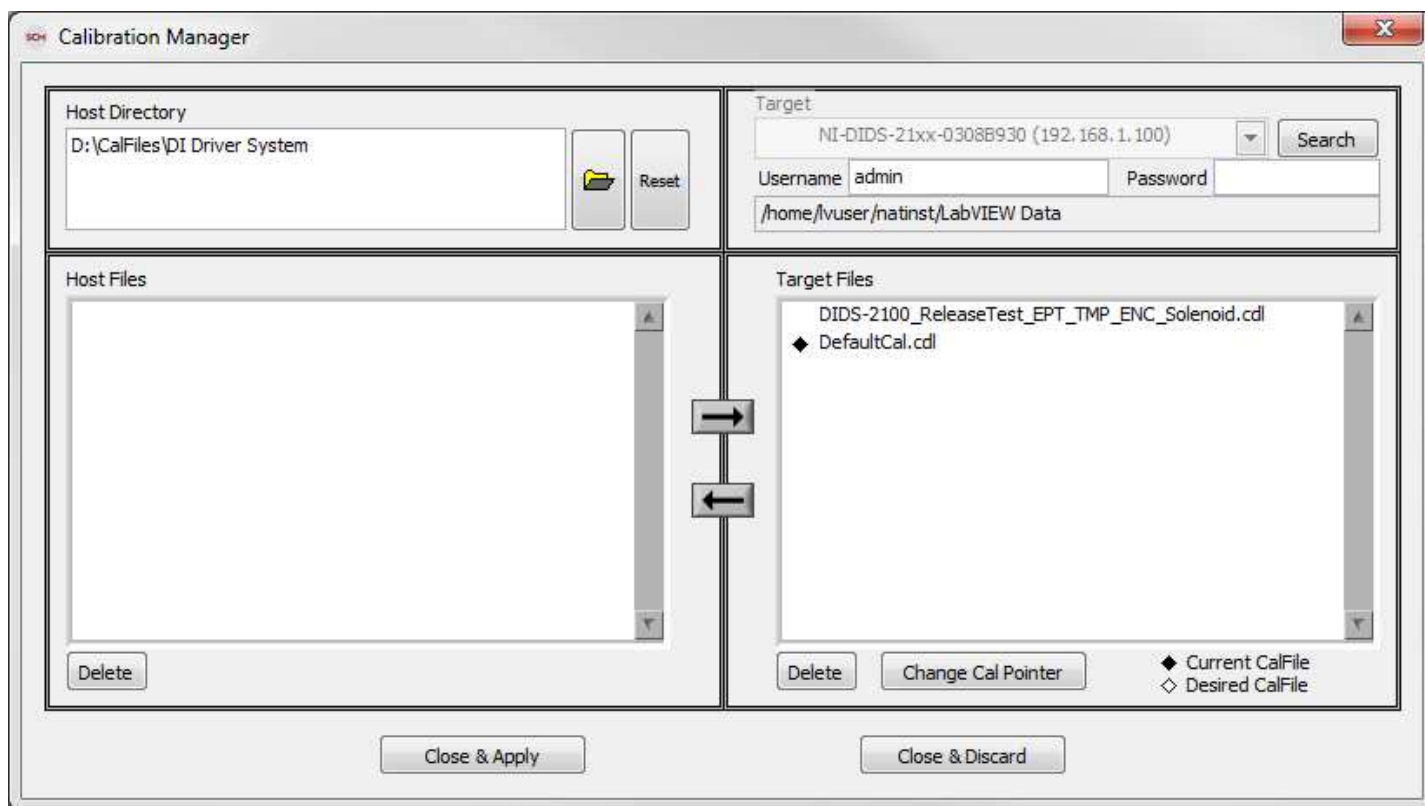 SCM Calibration Manager
Host Directory
D:\CalFiles\DI Driver System
Reset
Target
NI-DIDS-21xx-0308B930 (192.168.1.100)
Search
Username admin Password
/home/lvuser/natinst/LabVIEW Data
Host Files
Target Files
DIDS-2100_ReleaseTest_EPT_TMP_ENC_Solenoid.cdl
DefaultCal.cdl
Delete
Delete Change Cal Pointer
Current CalFile
Desired CalFile
Close & Apply Close & Discard